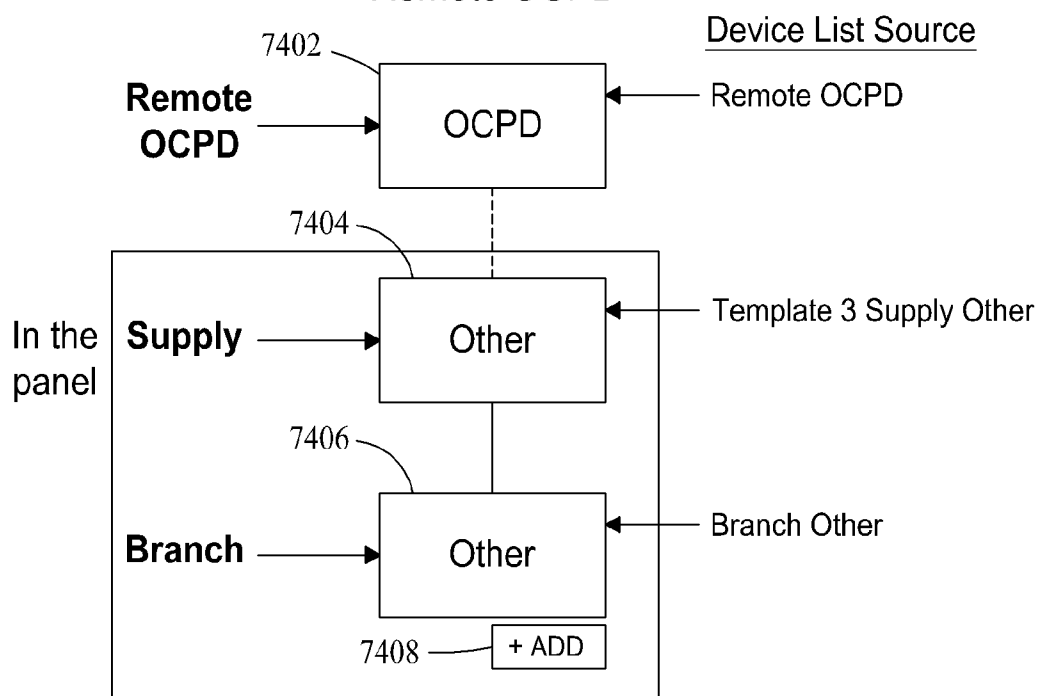 Device List Source
7402
Remote
OCPD
OCPD
Remote OCPD
7404
In the
panel
Supply
Other
Template 3 Supply Other
7406
Branch
Other
Branch Other
7408
+ ADD